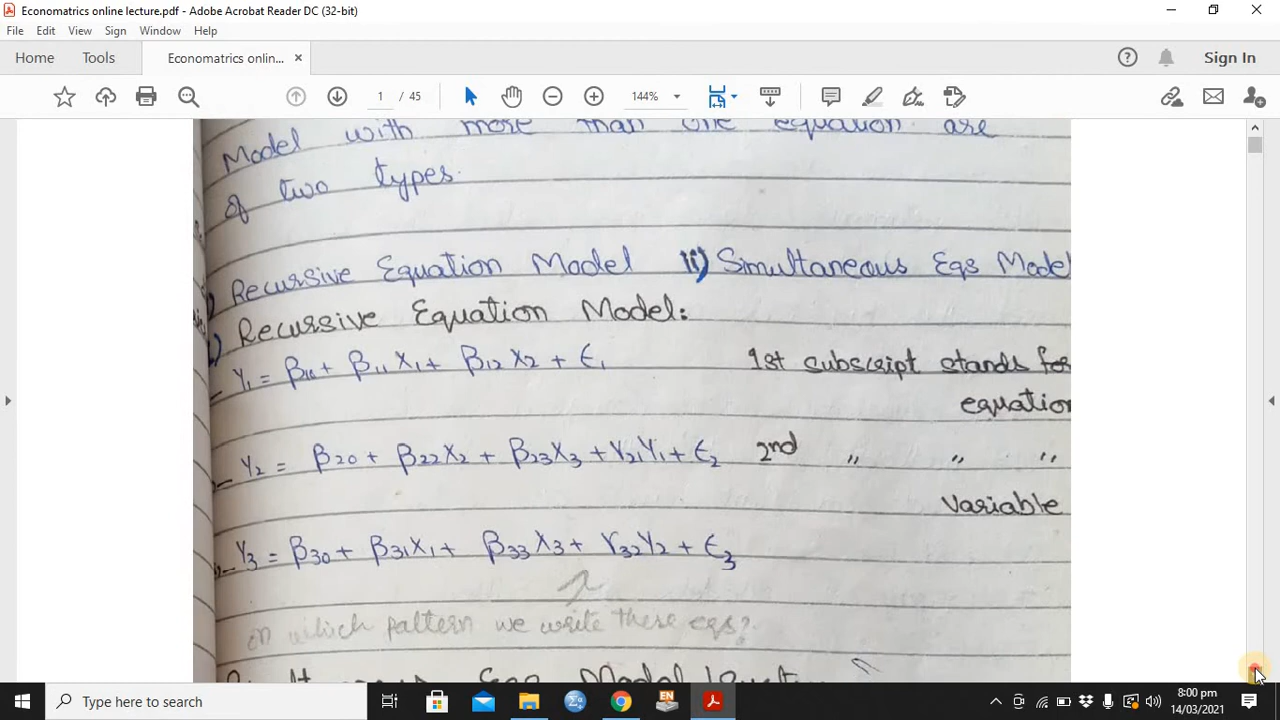 Economatrics online lecture.pdf - Adobe Acrobat Reader DC (32-bit)
File Edit View Sign Window Help
Home Tools Economatrics onlin... × Sign In
1 / 45 144%
Model with more than one equation are
of two types.
Recursive Equation Model ii) Simultaneous Eqs Model
Recursive Equation Model:
Y₁ = β₁₀ + β₁₁X₁ + β₁₂X₂ + ε₁ 1st subscript stands for
equation
Y₂ = β₂₀ + β₂₂X₂ + β₂₃X₃ + γ₂₁Y₁ + ε₂ 2nd " " "
Variable
Y₃ = β₃₀ + β₃₁X₁ + β₃₃X₃ + γ₃₂Y₂ + ε₃
on which pattern we write these eqs?
Type here to search
EN
8:00 pm
14/03/2021